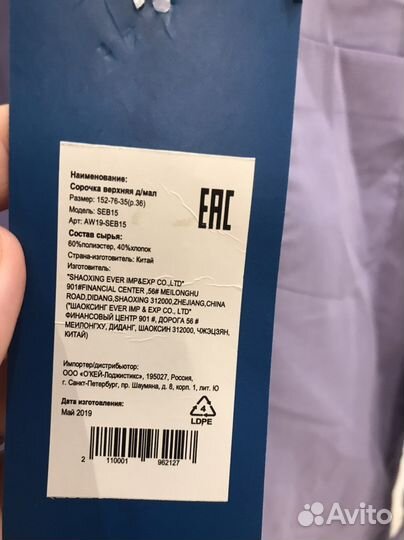 Наименование:
Сорочка верхняя д/мал
Размер: 152-76-35(р.36)
Модель: SEB15
Арт: AW19-SEB15
EAC
Состав сырья:
60%полиэстер, 40%хлопок
Страна-изготовитель: Китай
Изготовитель:
"SHAOXING EVER IMP&EXP CO.,LTD"
901#FINANCIAL CENTER ,56# MEILONGHU
ROAD,DIDANG,SHAOXING 312000,ZHEJIANG,CHINA
("ШАОКСИНГ EVER IMP & EXP CO., LTD"
ФИНАНСОВЫЙ ЦЕНТР 901 #, ДОРОГА 56 #
МЕИЛОНГХУ, ДИДАНГ, ШАОКСИН 312000, ЧЖЭЦЗЯН,
КИТАЙ)
Импортер/дистрибьютор:
ООО «О'КЕЙ-Лоджистикс», 195027, Россия,
г. Санкт-Петербург, пр. Шаумяна, д. 8, корп. 1, лит. Ю
Дата изготовления:
Май 2019
4
LDPE
2 110001 962127
Avito